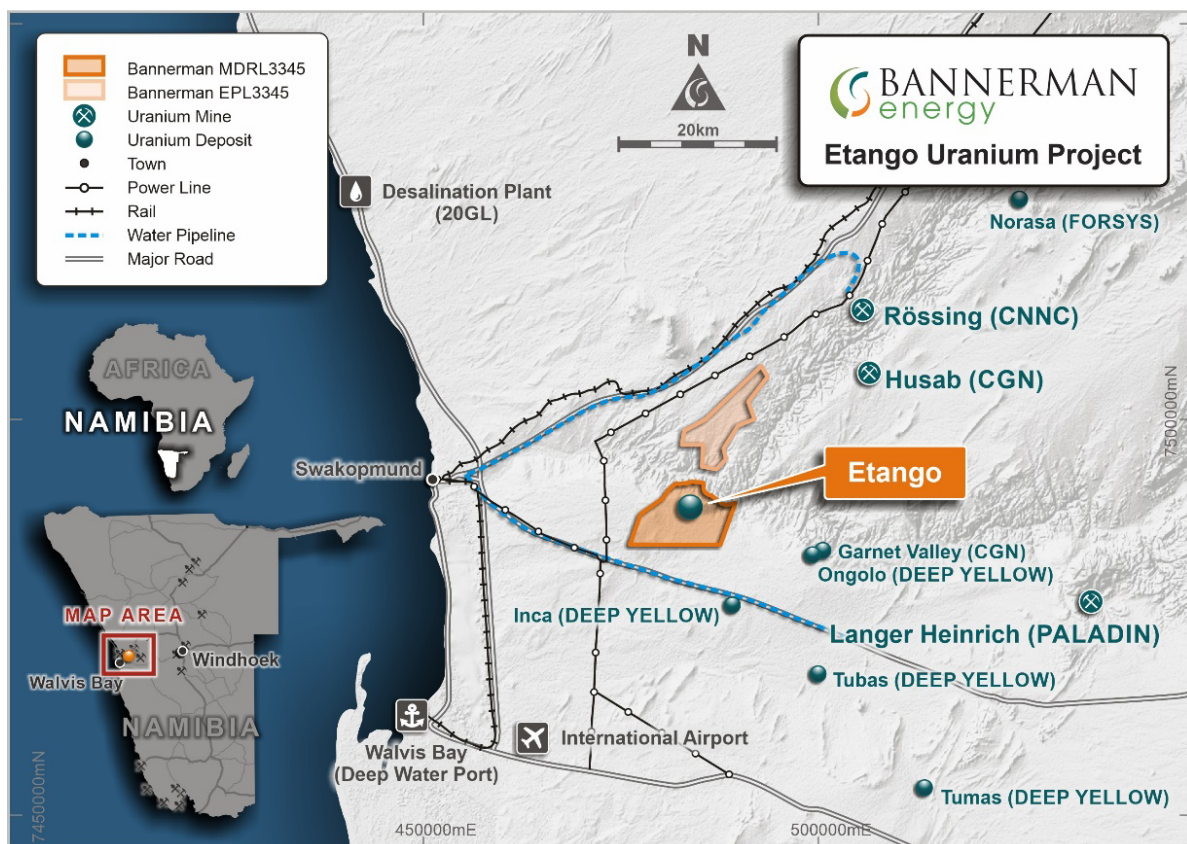 Bannerman MDRL3345
Bannerman EPL3345
Uranium Mine
Uranium Deposit
Town
Power Line
Rail
Water Pipeline
Major Road
N
20km
BANNERMAN
energy
Etango Uranium Project
Desalination Plant
(20GL)
Norasa (FORSYS)
Rössing (CNNC)
Husab (CGN)
AFRICA
NAMIBIA
7500000mN
Swakopmund
Etango
Garnet Valley (CGN)
Ongolo (DEEP YELLOW)
Inca (DEEP YELLOW)
Langer Heinrich (PALADIN)
MAP AREA
Windhoek
Walvis Bay
NAMIBIA
Tubas (DEEP YELLOW)
International Airport
Walvis Bay
(Deep Water Port)
Tumas (DEEP YELLOW)
7450000mN
450000mE
500000mE